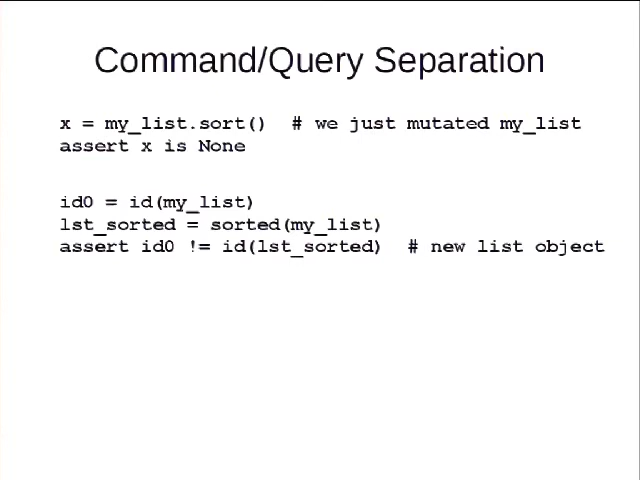 Command/Query Separation
x = my_list.sort()  # we just mutated my_list
assert x is None
id0 = id(my_list)
lst_sorted = sorted(my_list)
assert id0 != id(lst_sorted)  # new list object